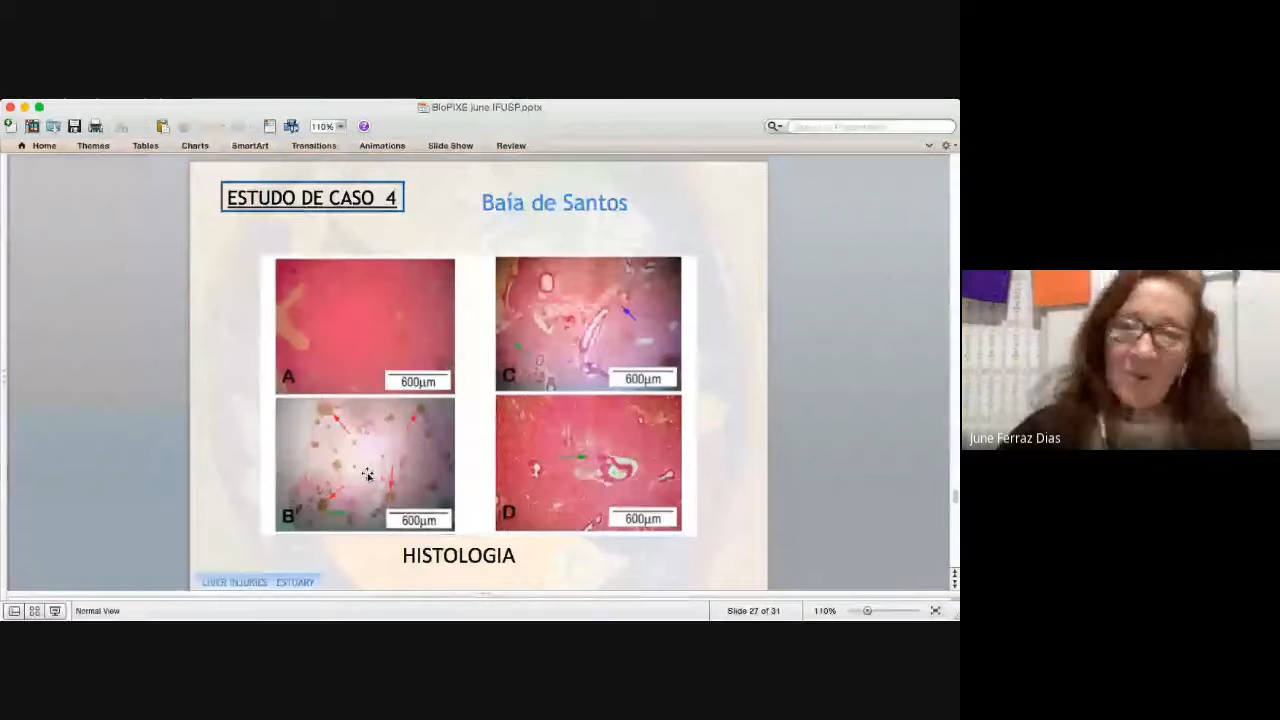 BioPIXE june IFUSP.pptx
110%
Home Themes Tables Charts SmartArt Transitions Animations Slide Show Review
ESTUDO DE CASO 4
Baía de Santos
A
600µm
C
600µm
B
600µm
D
600µm
HISTOLOGIA
LIVER INJURIES ESTUARY
Normal View
Slide 27 of 31
110%
June Ferraz Dias